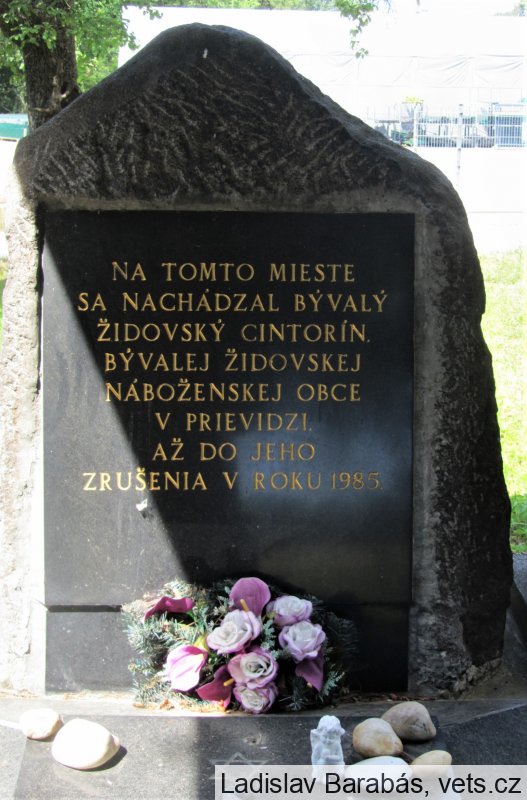 NA TOMTO MIESTE
SA NACHÁDZAL BÝVALÝ
ŽIDOVSKÝ CINTORÍN.
BÝVALEJ ŽIDOVSKEJ
NÁBOŽENSKEJ OBCE
V PRIEVIDZI.
AŽ DO JEHO
ZRUŠENIA V ROKU 1985.
Ladislav Barabás, vets.cz